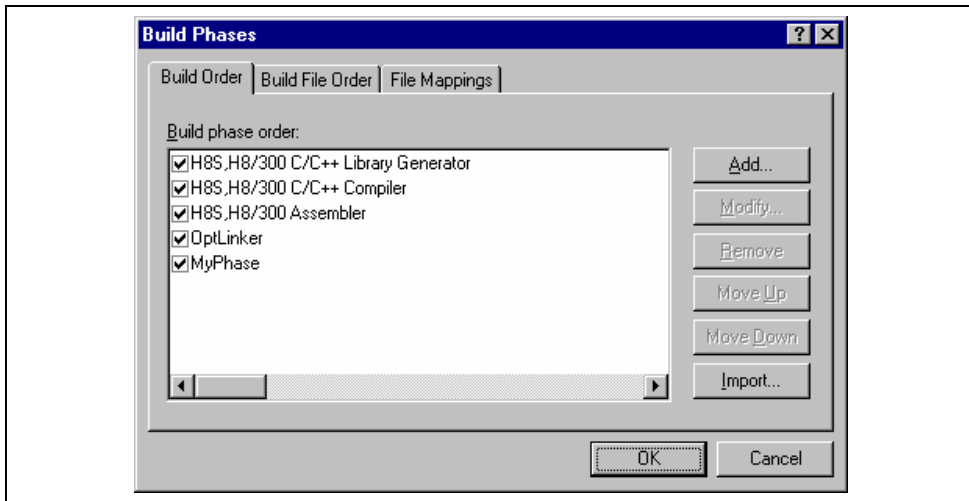 Build Phases
Build Order
Build File Order
File Mappings
Build phase order:
H8S,H8/300 C/C++ Library Generator
H8S,H8/300 C/C++ Compiler
H8S,H8/300 Assembler
OptLinker
MyPhase
Add...
Modify...
Remove
Move Up
Move Down
Import...
OK
Cancel